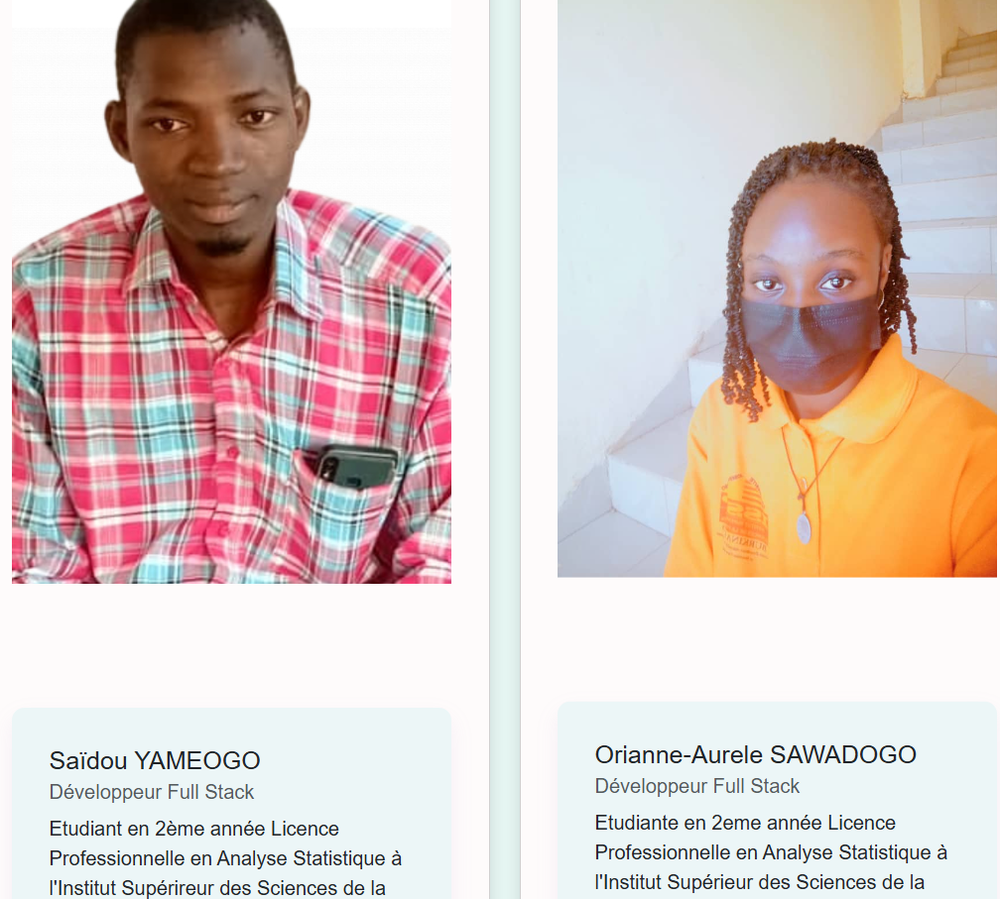 Saïdou YAMEOGO
Développeur Full Stack
Etudiant en 2ème année Licence
Professionnelle en Analyse Statistique à
l'Institut Supérireur des Sciences de la
Orianne-Aurele SAWADOGO
Développeur Full Stack
Etudiante en 2eme année Licence
Professionnelle en Analyse Statistique à
l'Institut Supérieur des Sciences de la